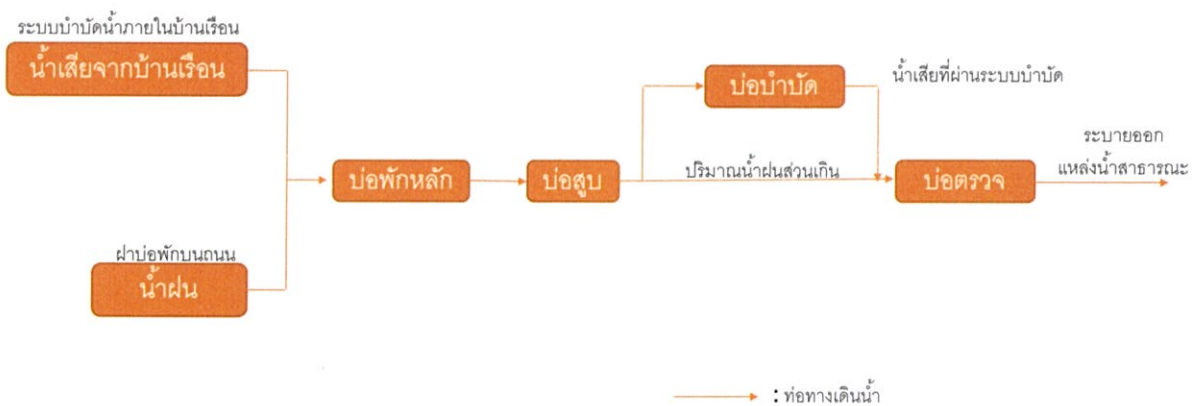 ระบบบำบัดน้ำภายในบ้านเรือน
น้ำเสียจากบ้านเรือน
บ่อบำบัด
น้ำเสียที่ผ่านระบบบำบัด
ระบายออก
แหล่งน้ำสาธารณะ
บ่อพักหลัก
บ่อสูบ
ปริมาณน้ำฝนส่วนเกิน
บ่อตรวจ
ฝาบ่อพักบนถนน
น้ำฝน
: ท่อทางเดินน้ำ